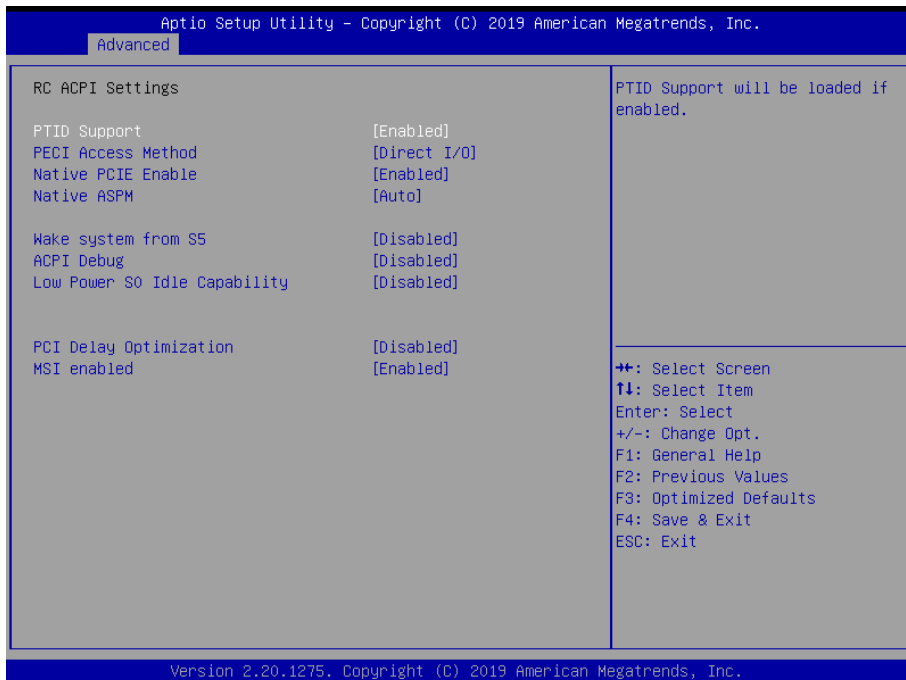 Aptio Setup Utility – Copyright (C) 2019 American Megatrends, Inc.
Advanced
RC ACPI Settings
PTID Support [Enabled]
PECI Access Method [Direct I/O]
Native PCIE Enable [Enabled]
Native ASPM [Auto]
Wake system from S5 [Disabled]
ACPI Debug [Disabled]
Low Power S0 Idle Capability [Disabled]
PCI Delay Optimization [Disabled]
MSI enabled [Enabled]
PTID Support will be loaded if
enabled.
→←: Select Screen
↑↓: Select Item
Enter: Select
+/-: Change Opt.
F1: General Help
F2: Previous Values
F3: Optimized Defaults
F4: Save & Exit
ESC: Exit
Version 2.20.1275. Copyright (C) 2019 American Megatrends, Inc.